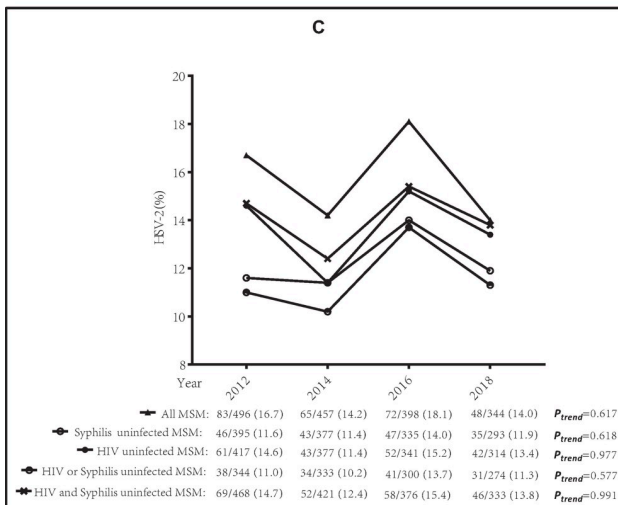 C
20
18
16
14
12
10
8
HSV-2(%)
2012
2014
2016
2018
Year
All MSM: 83/496 (16.7) 65/457 (14.2) 72/398 (18.1) 48/344 (14.0) Ptrend=0.617
Syphilis uninfected MSM: 46/395 (11.6) 43/377 (11.4) 47/335 (14.0) 35/293 (11.9) Ptrend=0.618
HIV uninfected MSM: 61/417 (14.6) 43/377 (11.4) 52/341 (15.2) 42/314 (13.4) Ptrend=0.977
HIV or Syphilis uninfected MSM: 38/344 (11.0) 34/333 (10.2) 41/300 (13.7) 31/274 (11.3) Ptrend=0.577
HIV and Syphilis uninfected MSM: 69/468 (14.7) 52/421 (12.4) 58/376 (15.4) 46/333 (13.8) Ptrend=0.991